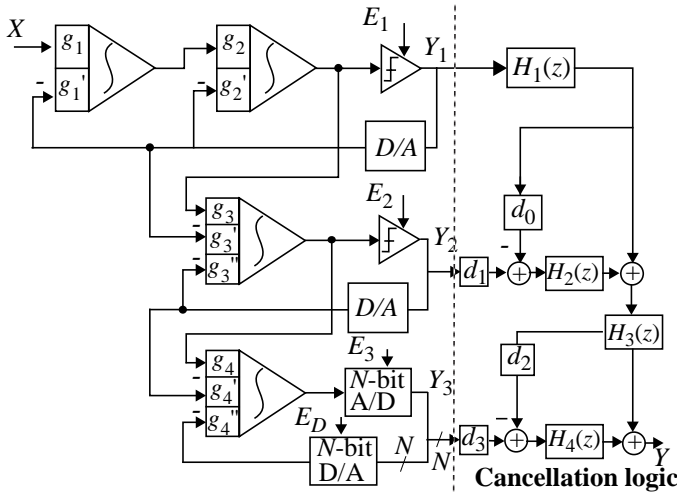 X
E1
Y1
g1
g2
g1'
g2'
-
-
H1(z)
D/A
E2
d0
g3
-
g3'
-
g3"
Y2
-
d1
+
H2(z)
+
D/A
E3
H3(z)
d2
g4
-
g4'
-
g4"
N-bit
A/D
Y3
ED
N-bit
D/A
N
N
d3
-
+
H4(z)
+
Y
Cancellation logic